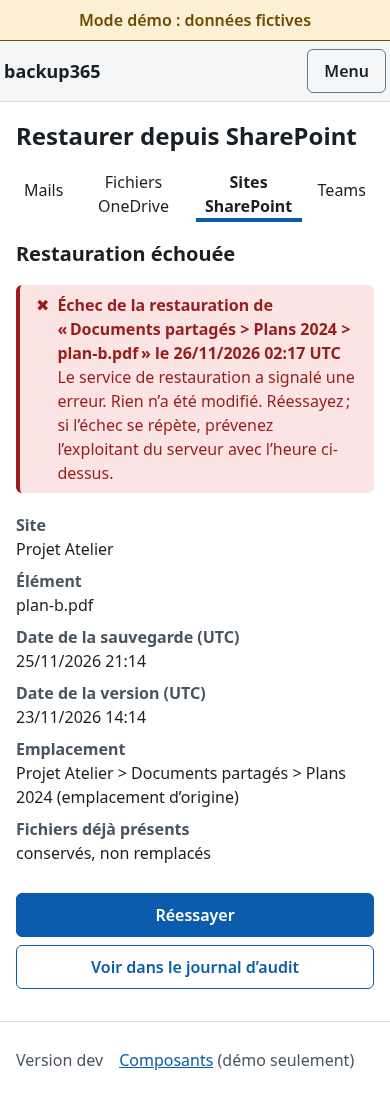 Mode démo : données fictives
backup365
Menu
Restaurer depuis SharePoint
Mails
Fichiers
OneDrive
Sites
SharePoint
Teams
Restauration échouée
✖ Échec de la restauration de
« Documents partagés > Plans 2024 >
plan-b.pdf » le 26/11/2026 02:17 UTC
Le service de restauration a signalé une
erreur. Rien n’a été modifié. Réessayez ;
si l’échec se répète, prévenez
l’exploitant du serveur avec l’heure ci-
dessus.
Site
Projet Atelier
Élément
plan-b.pdf
Date de la sauvegarde (UTC)
25/11/2026 21:14
Date de la version (UTC)
23/11/2026 14:14
Emplacement
Projet Atelier > Documents partagés > Plans
2024 (emplacement d’origine)
Fichiers déjà présents
conservés, non remplacés
Réessayer
Voir dans le journal d’audit
Version dev Composants (démo seulement)